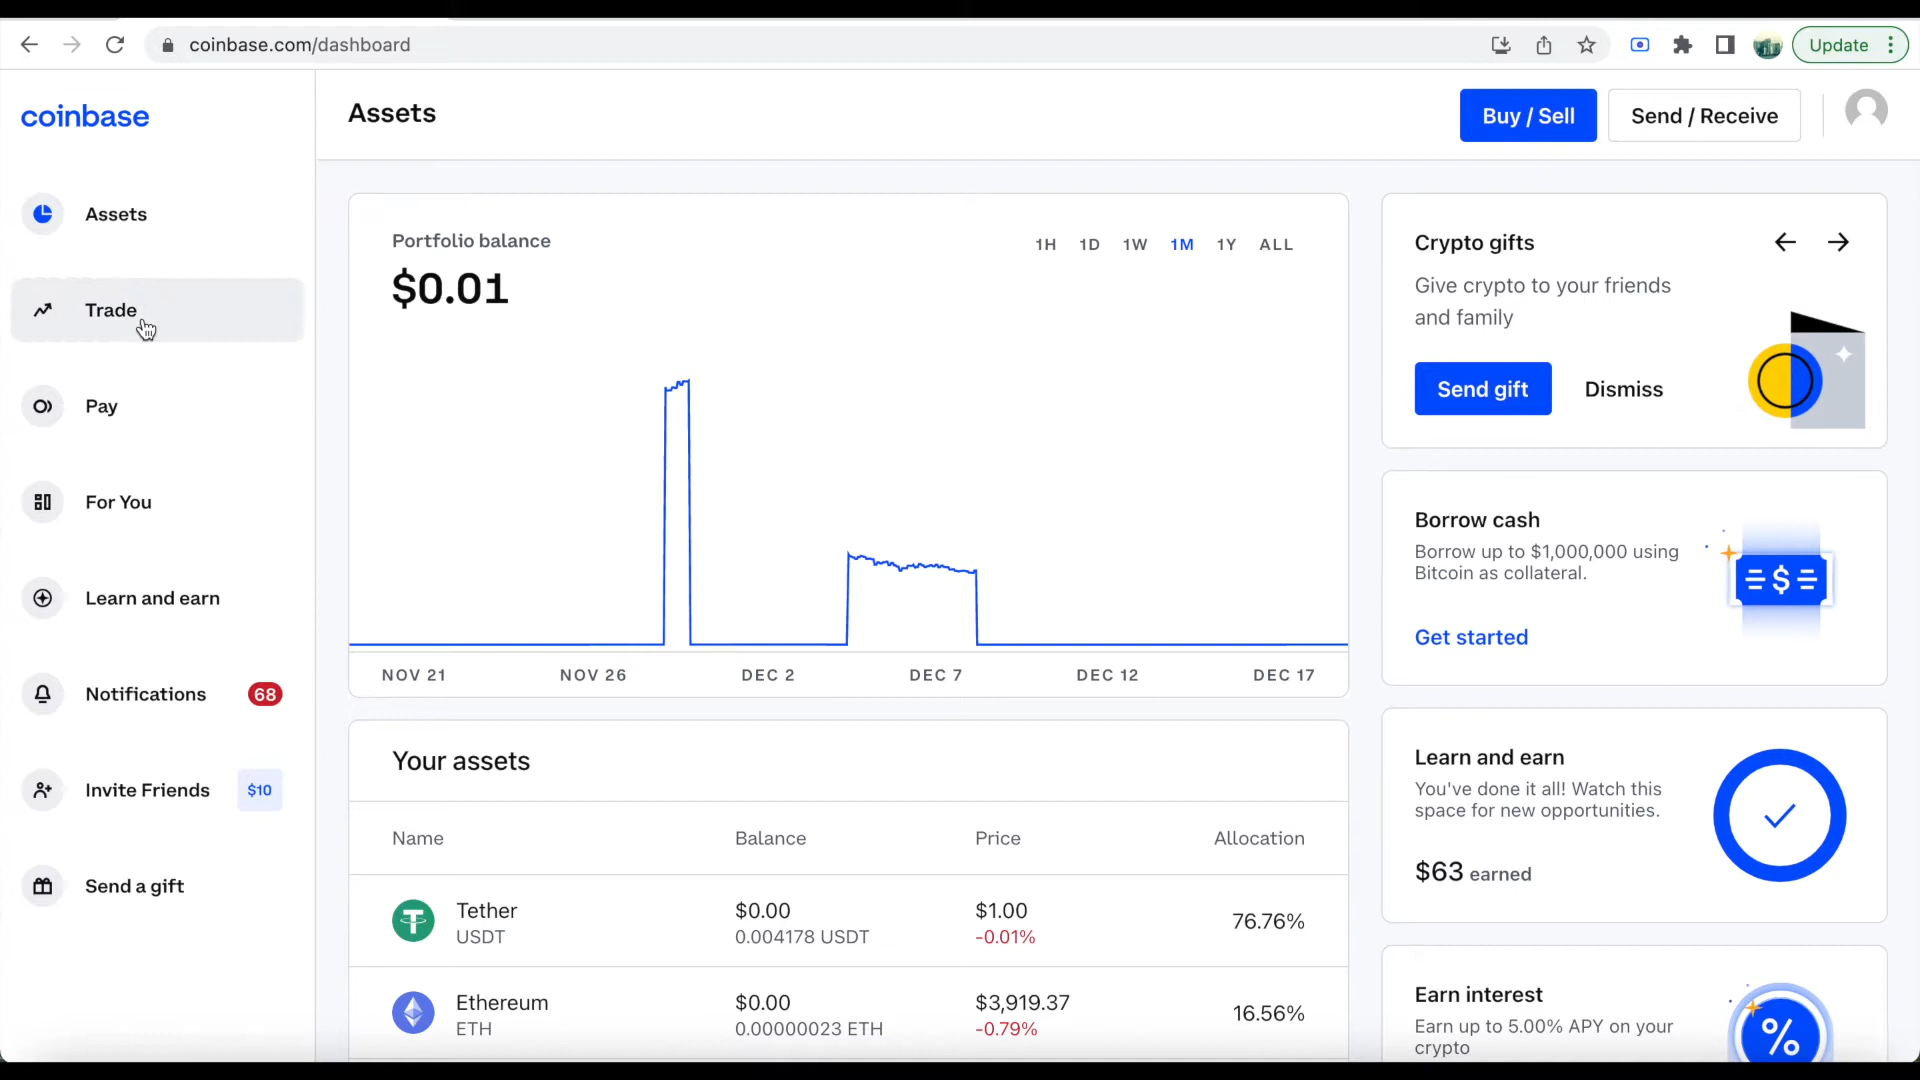 coinbase.com/dashboard
Update
coinbase
Assets
Trade
Pay
For You
Learn and earn
Notifications
68
Invite Friends
$10
Send a gift
Assets
Buy / Sell
Send / Receive
Portfolio balance
$0.01
1H 1D 1W 1M 1Y ALL
NOV 21 NOV 26 DEC 2 DEC 7 DEC 12 DEC 17
Your assets
Name Balance Price Allocation
Tether $0.00 $1.00 76.76%
USDT 0.004178 USDT -0.01%
Ethereum $0.00 $3,919.37 16.56%
ETH 0.00000023 ETH -0.79%
Crypto gifts
Give crypto to your friends
and family
Send gift
Dismiss
Borrow cash
Borrow up to $1,000,000 using
Bitcoin as collateral.
Get started
$
Learn and earn
You've done it all! Watch this
space for new opportunities.
$63 earned
Earn interest
Earn up to 5.00% APY on your
crypto
%